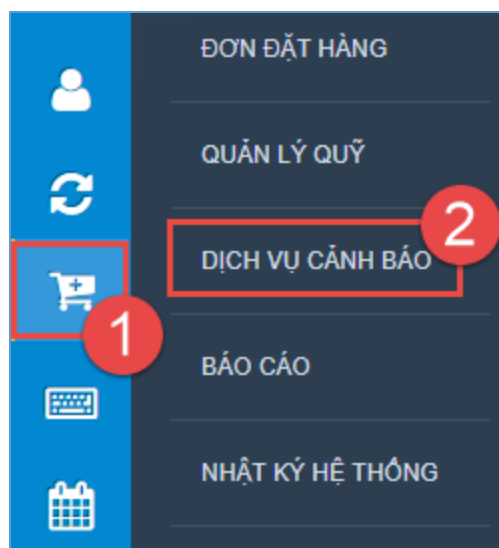 ĐƠN ĐẶT HÀNG
QUẢN LÝ QUỸ
2
DỊCH VỤ CẢNH BÁO
1
BÁO CÁO
NHẬT KÝ HỆ THỐNG